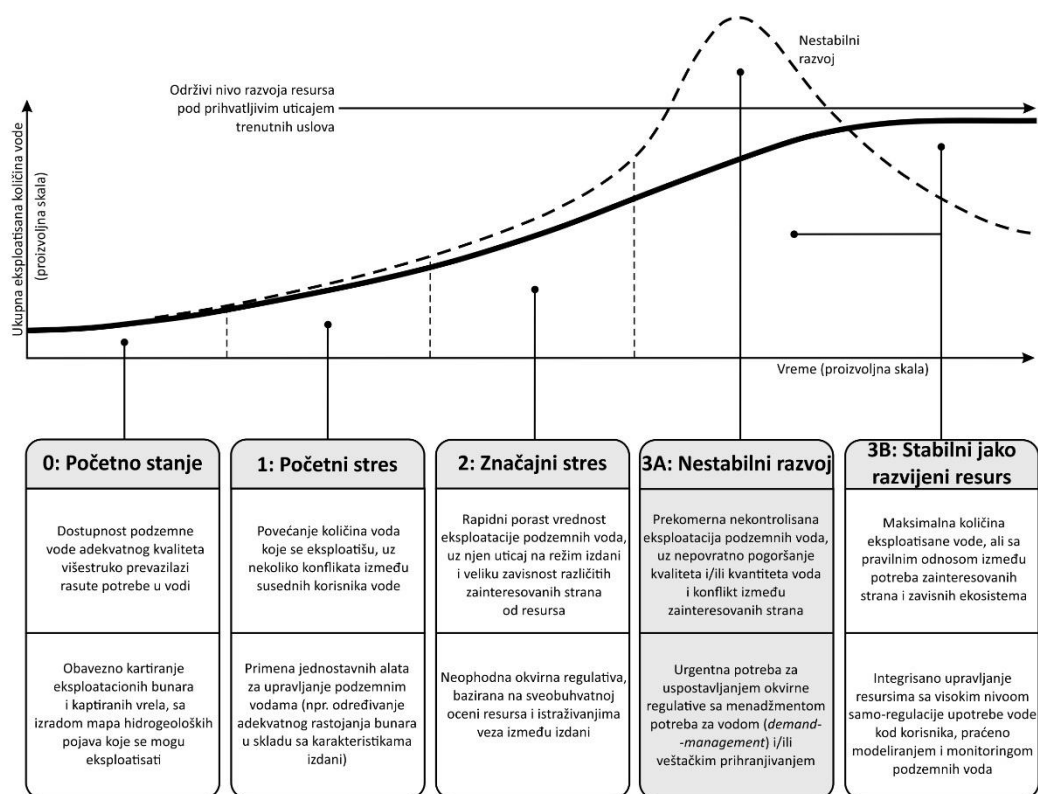 Nestabilni
razvoj
Održivi nivo razvoja resursa
pod prihvatljivim uticajem
trenutnih uslova
Ukupna eksploatisana količina vode
(proizvoljna skala)
Vreme (proizvoljna skala)
0: Početno stanje
Dostupnost podzemne
vode adekvatnog kvaliteta
višestruko prevazilazi
rasute potrebe u vodi
Obavezno kartiranje
eksploatacionih bunara
i kaptiranih vrela, sa
izradom mapa hidrogeoloških
pojava koje se mogu
eksploatisati
1: Početni stres
Povećanje količina voda
koje se eksploatišu, uz
nekoliko konflikata između
susednih korisnika vode
Primena jednostavnih alata
za upravljanje podzemnim
vodama (npr. određivanje
adekvatnog rastojanja bunara
u skladu sa karakteristikama
izdani)
2: Značajni stres
Rapidni porast vrednost
eksploatacije podzemnih voda,
uz njen uticaj na režim izdani
i veliku zavisnost različitih
zainteresovanih strana
od resursa
Neophodna okvirna regulativa,
bazirana na sveobuhvatnoj
oceni resursa i istraživanjima
veza između izdani
3A: Nestabilni razvoj
Prekomerna nekontrolisana
eksploatacija podzemnih voda,
uz nepovratno pogoršanje
kvaliteta i/ili kvantiteta voda
i konflikt između
zainteresovanih strana
Urgentna potreba za
uspostavljanjem okvirne
regulative sa menadžmentom
potreba za vodom (demand-
-management) i/ili
veštačkim prihranjivanjem
3B: Stabilni jako
razvijeni resurs
Maksimalna količina
eksploatisane vode, ali sa
pravilnim odnosom između
potreba zainteresovanih
strana i zavisnih ekosistema
Integrisano upravljanje
resursima sa visokim nivoom
samo-regulacije upotrebe vode
kod korisnika, praćeno
modeliranjem i monitoringom
podzemnih voda